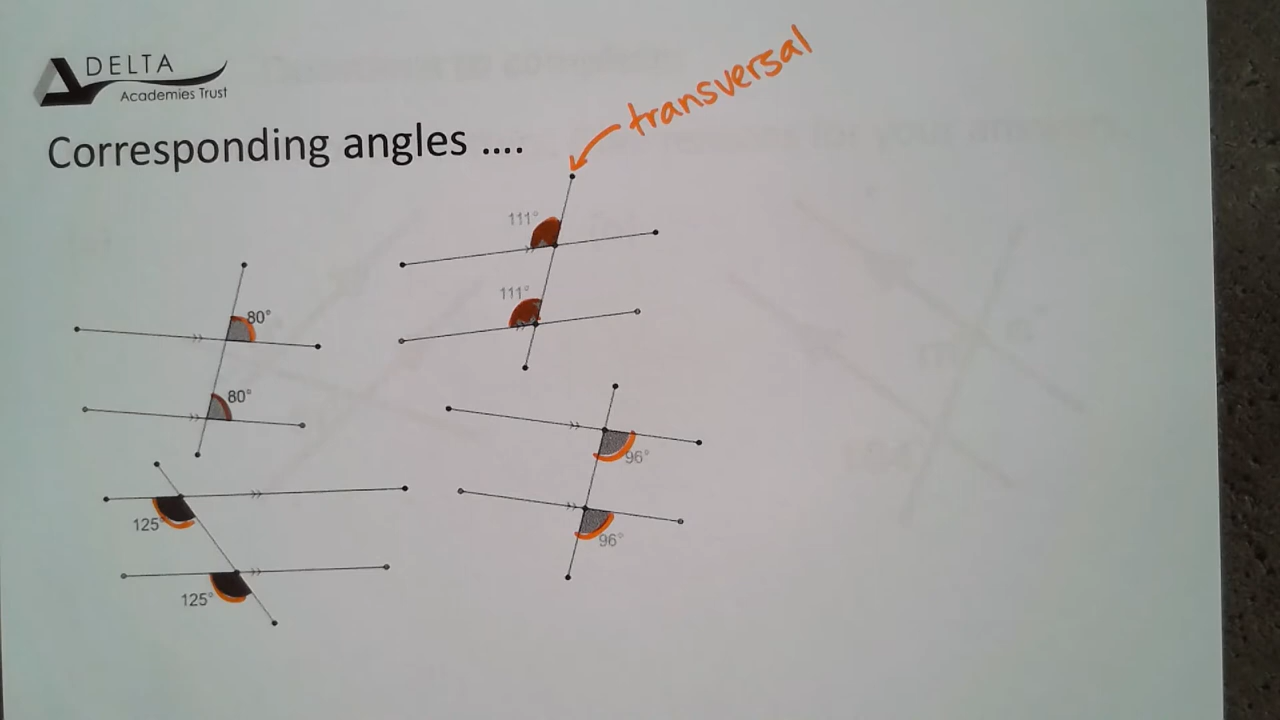 DELTA
Academies Trust
transversal
Corresponding angles ....
111°
111°
80°
80°
96°
96°
125°
125°